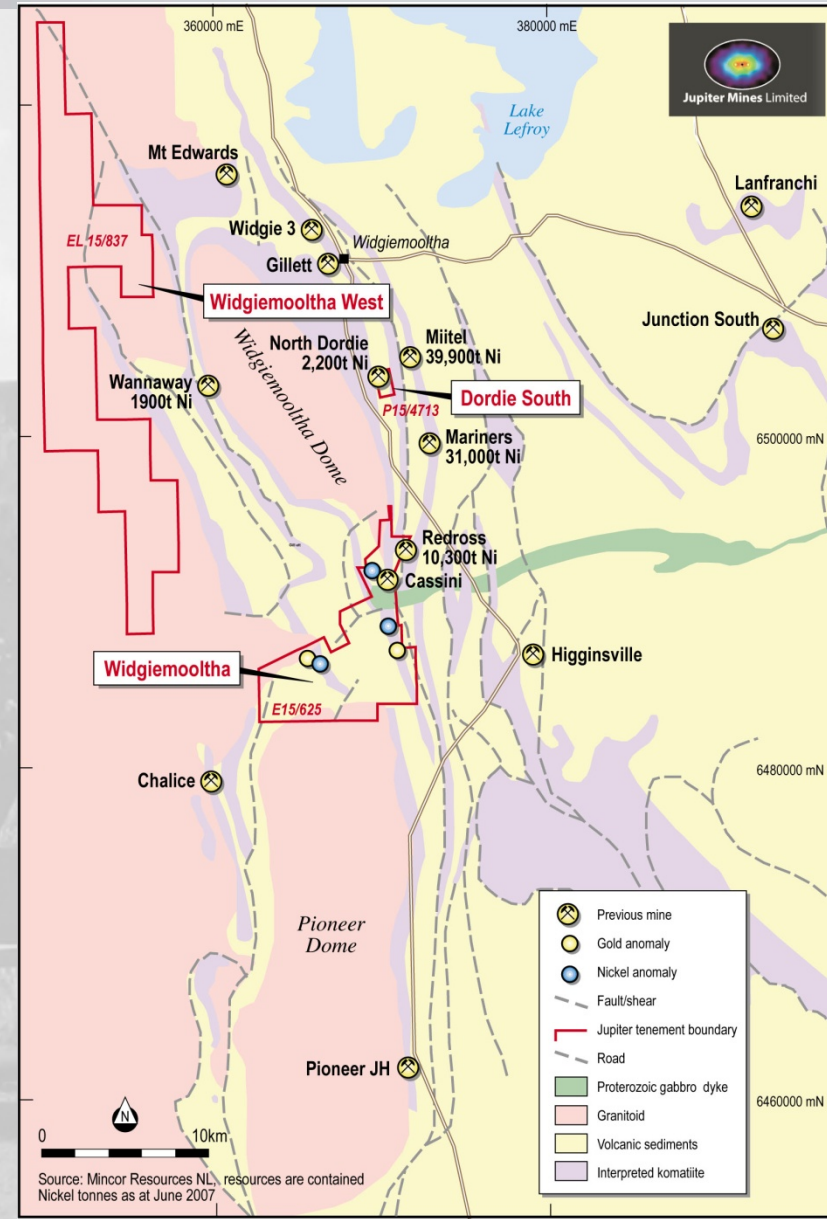 360000 mE
380000 mE
Jupiter Mines Limited
Lake
Lefroy
Mt Edwards
Lanfranchi
Widgie 3
Widgiemooltha
EL 15/837
Gillett
Widgiemooltha West
Junction South
North Dordie
2,200t Ni
Miitel
39,900t Ni
Widgiemooltha Dome
Wannaway
1900t Ni
Dordie South
P15/4713
Mariners
31,000t Ni
6500000 mN
Redross
10,300t Ni
Cassini
Widgiemooltha
Higginsville
E15/625
Chalice
6480000 mN
Pioneer
Dome
Previous mine
Gold anomaly
Nickel anomaly
Fault/shear
Jupiter tenement boundary
Road
Proterozoic gabbro dyke
Granitoid
Volcanic sediments
Interpreted komatiite
Pioneer JH
6460000 mN
N
0 10km
Source: Mincor Resources NL, resources are contained
Nickel tonnes as at June 2007